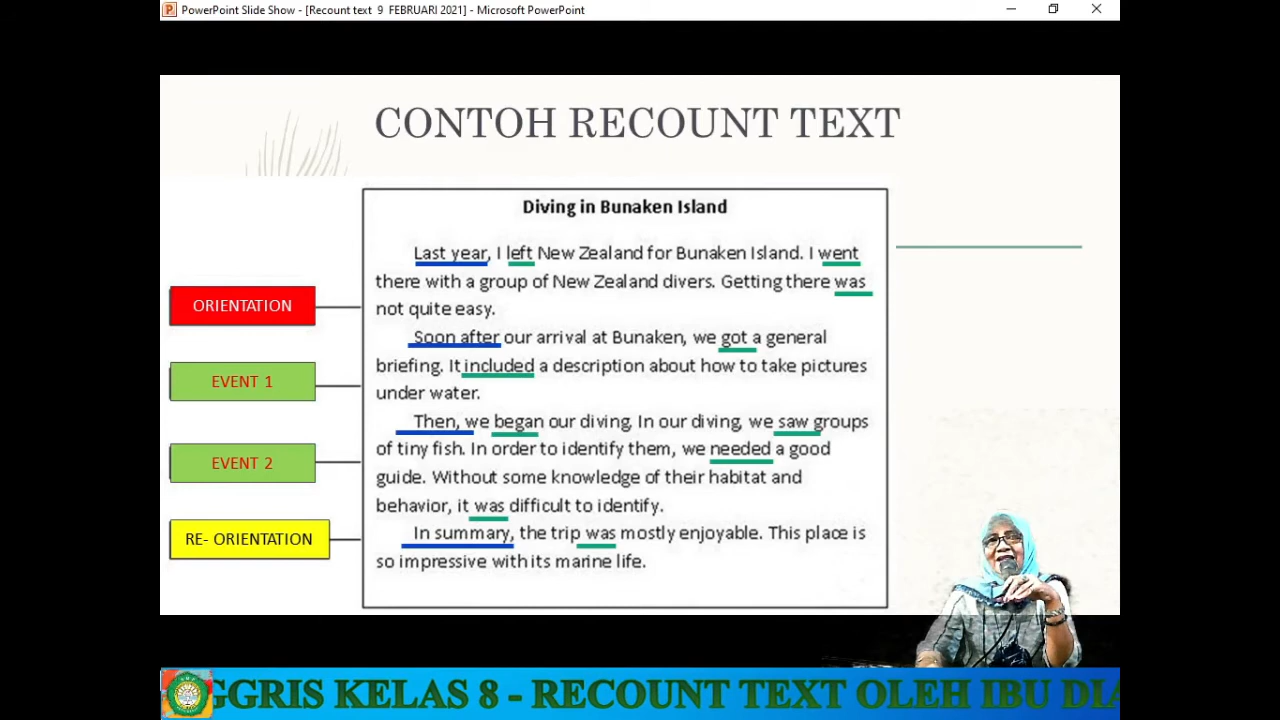 PowerPoint Slide Show - [Recount text 9 FEBRUARI 2021] - Microsoft PowerPoint
CONTOH RECOUNT TEXT
Diving in Bunaken Island
Last year, I left New Zealand for Bunaken Island. I went
there with a group of New Zealand divers. Getting there was
not quite easy.
Soon after our arrival at Bunaken, we got a general
briefing. It included a description about how to take pictures
under water.
Then, we began our diving. In our diving, we saw groups
of tiny fish. In order to identify them, we needed a good
guide. Without some knowledge of their habitat and
behavior, it was difficult to identify.
In summary, the trip was mostly enjoyable. This place is
so impressive with its marine life.
ORIENTATION
EVENT 1
EVENT 2
RE- ORIENTATION
GGRIS KELAS 8 - RECOUNT TEXT OLEH IBU DIA